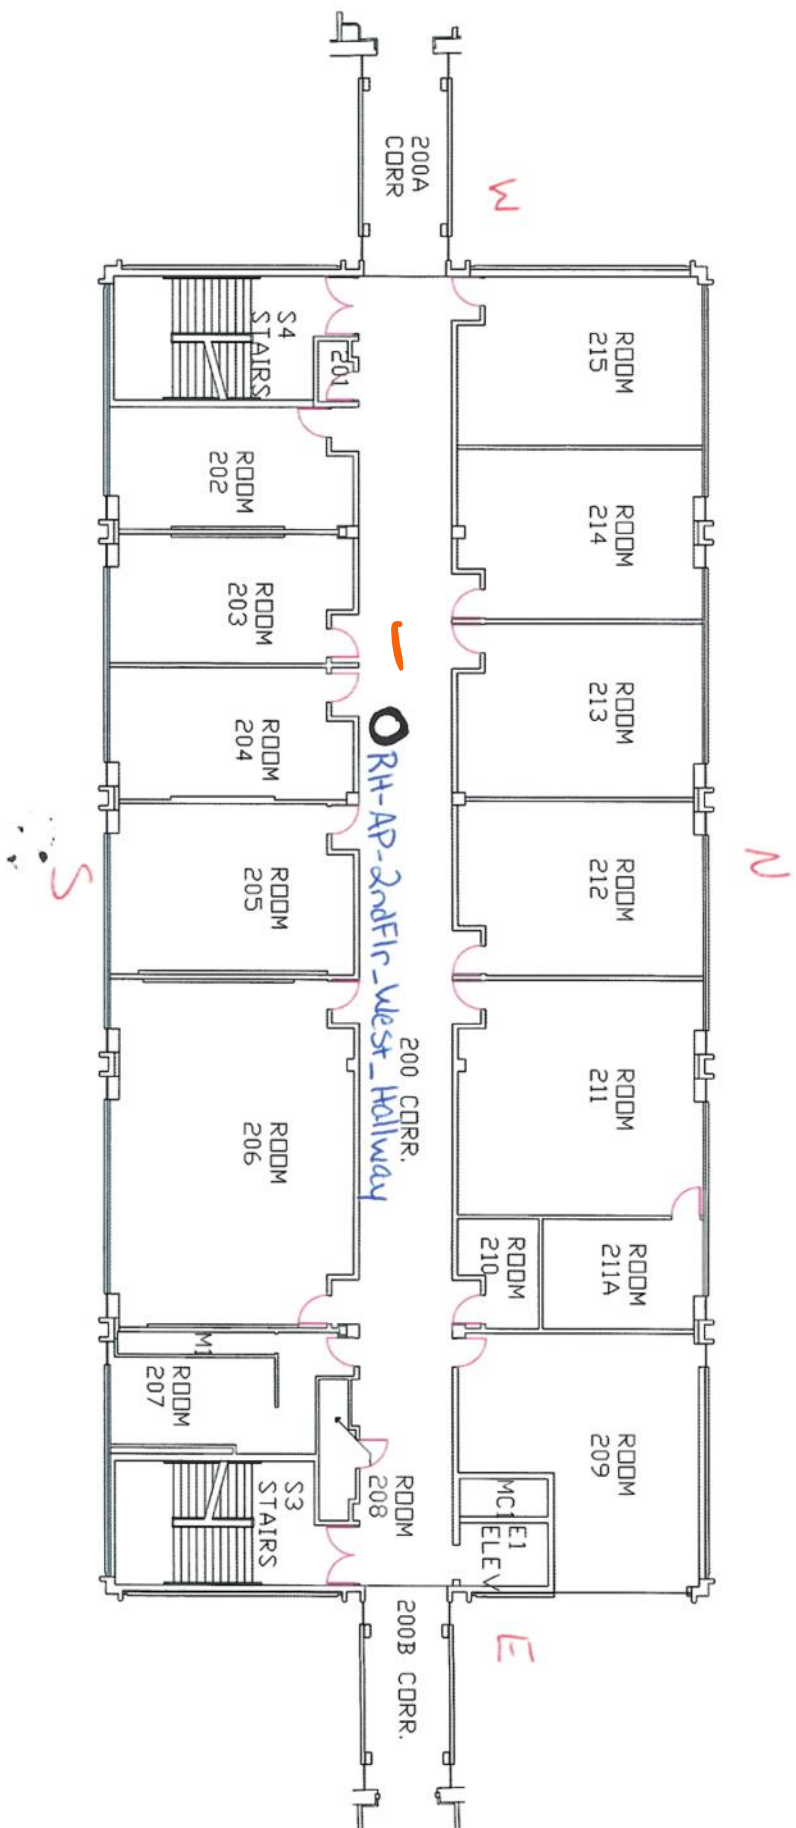 200A
CORR
W
S4
STAIRS
201
ROOM
215
ROOM
202
ROOM
214
ROOM
203
ROOM
213
ROOM
204
RH-AP-2ndFlr_West_Hallway
N
S
ROOM
205
ROOM
212
200 CORR.
ROOM
206
ROOM
211
ROOM
210
ROOM
211A
M1
ROOM
207
ROOM
208
ROOM
209
S3
STAIRS
MC1
E1
ELEV
200B CORR.
E